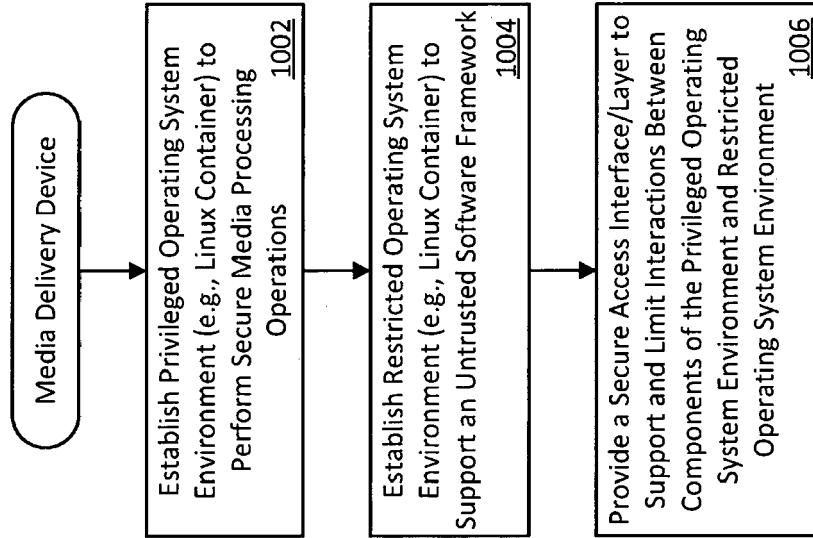 Media Delivery Device
Establish Privileged Operating System
Environment (e.g., Linux Container) to
Perform Secure Media Processing
Operations
1002
Establish Restricted Operating System
Environment (e.g., Linux Container) to
Support an Untrusted Software Framework
1004
Provide a Secure Access Interface/Layer to
Support and Limit Interactions Between
Components of the Privileged Operating
System Environment and Restricted
Operating System Environment
1006